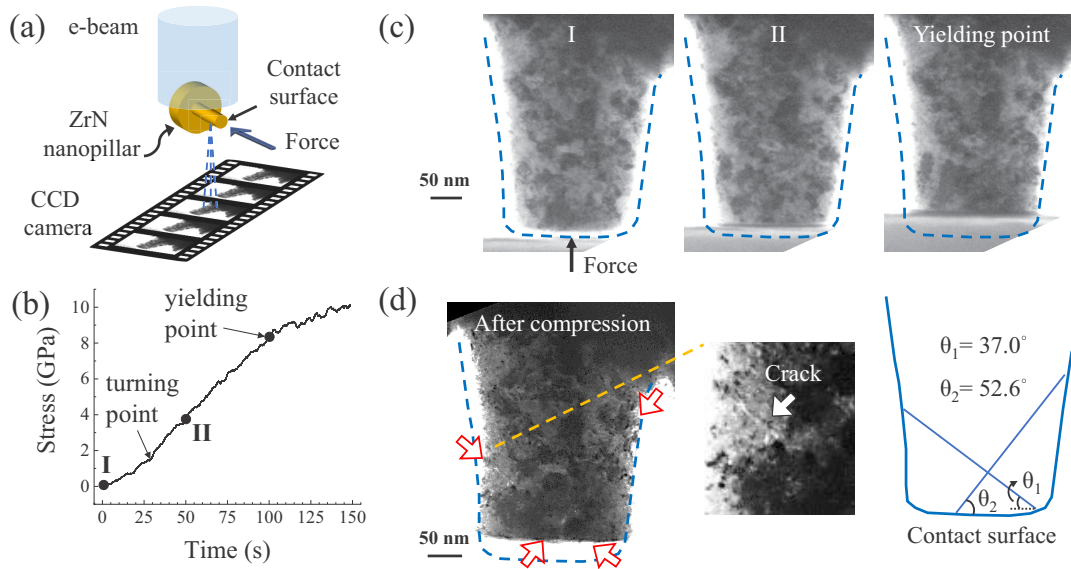 (a)
e-beam
Contact
surface
ZrN
nanopillar
Force
CCD
camera
(b)
Stress (GPa)
10
8
6
4
2
0
yielding
point
turning
point
I
II
0 25 50 75 100 125 150
Time (s)
(c)
I
II
Yielding point
50 nm
Force
(d)
After compression
50 nm
Crack
θ₁= 37.0°
θ₂= 52.6°
θ₂
θ₁
Contact surface